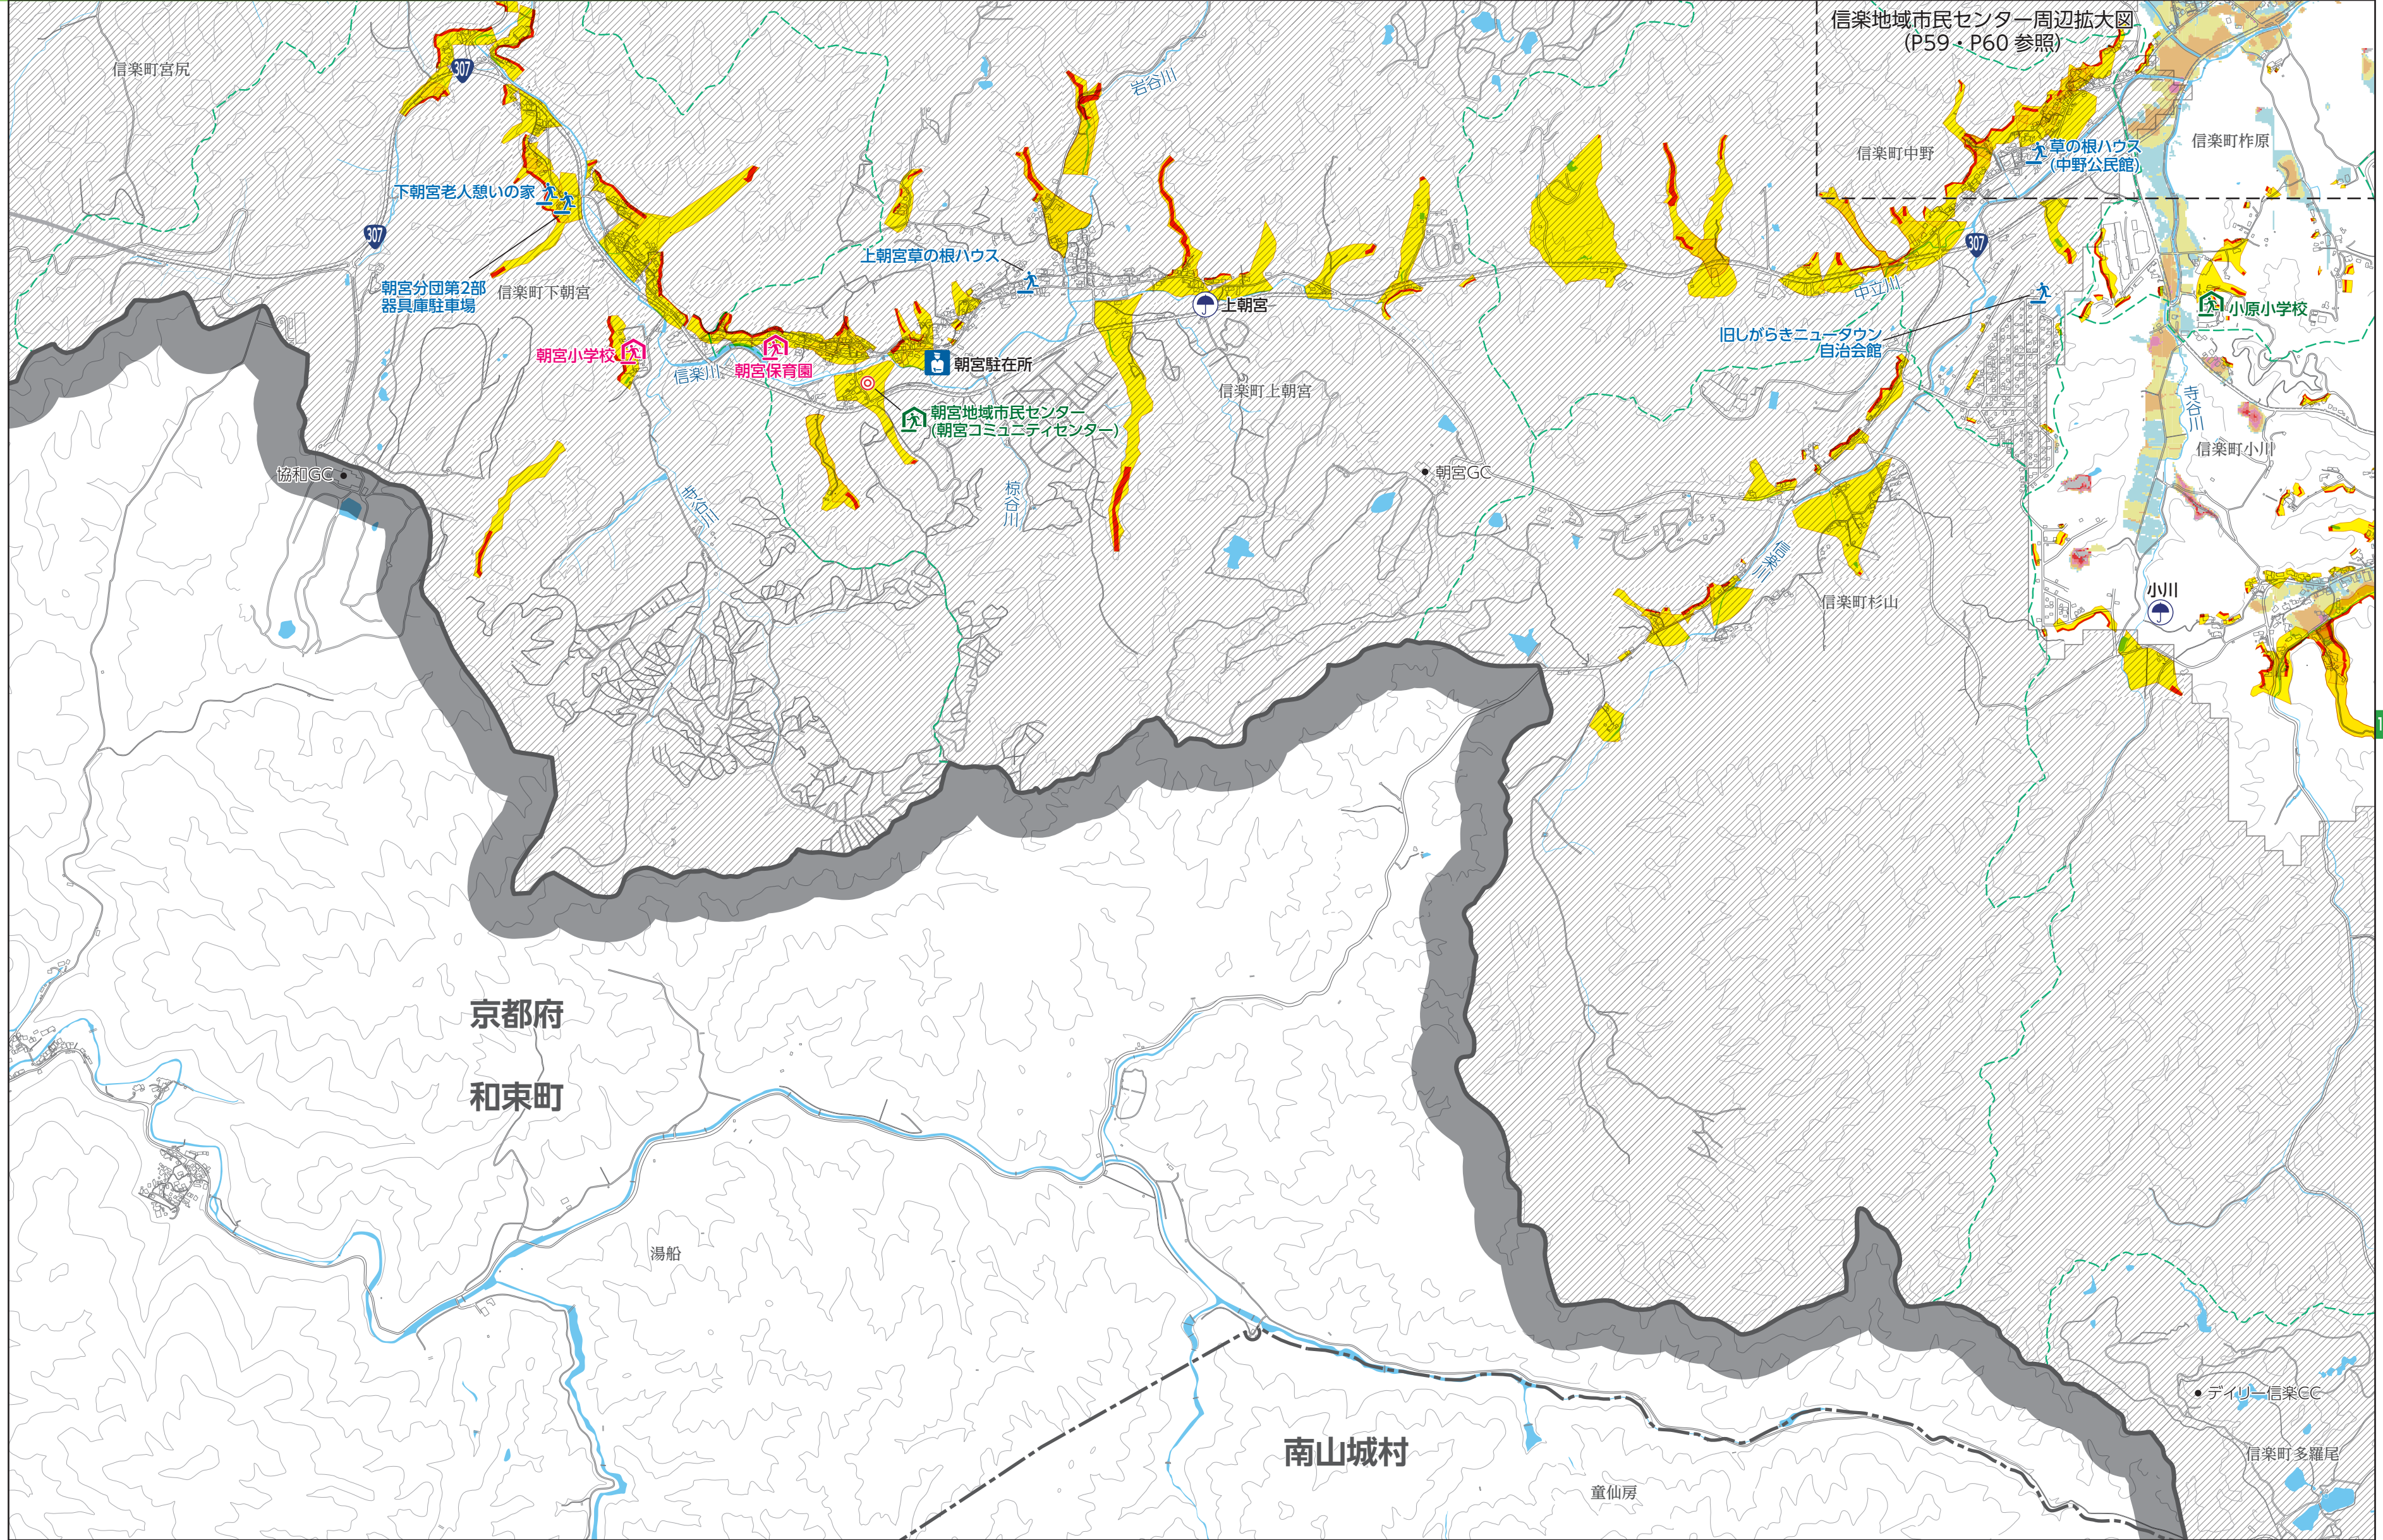 信楽地域市民センター周辺拡大図
(P59・P60 参照)
信楽町宮尻
307
岩谷川
信楽町中野
草の根ハウス
(中野公民館)
信楽町柞原
下朝宮老人憩いの家
307
朝宮分団第2部
器具庫駐車場
信楽町下朝宮
上朝宮草の根ハウス
上朝宮
307
中立川
旧しがらきニュータウン
自治会館
小原小学校
朝宮小学校
信楽川
朝宮保育園
朝宮駐在所
朝宮地域市民センター
(朝宮コミュニティセンター)
信楽町上朝宮
寺谷川
信楽町小川
協和GC
寺谷川
椋谷川
朝宮GC
信楽川
信楽町杉山
小川
1
京都府
和束町
湯船
南山城村
童仙房
デイリー信楽CC
信楽町多羅尾